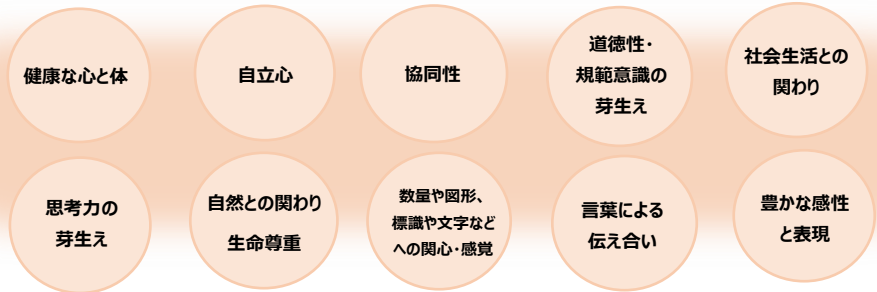 健康な心と体
自立心
協同性
道徳性・
規範意識の
芽生え
社会生活との
関わり
思考力の
芽生え
自然との関わり
生命尊重
数量や図形、
標識や文字など
への関心・感覚
言葉による
伝え合い
豊かな感性
と表現